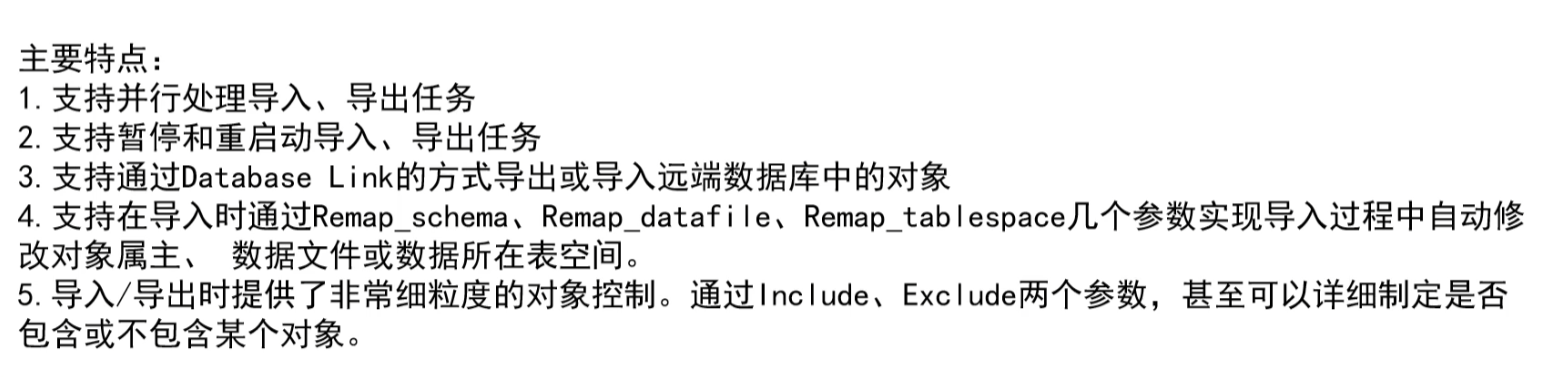 主要特点：
1.支持并行处理导入、导出任务
2.支持暂停和重启动导入、导出任务
3.支持通过Database Link的方式导出或导入远端数据库中的对象
4.支持在导入时通过Remap_schema、Remap_datafile、Remap_tablespace几个参数实现导入过程中自动修
改对象属主、 数据文件或数据所在表空间。
5.导入/导出时提供了非常细粒度的对象控制。通过Include、Exclude两个参数，甚至可以详细制定是否
包含或不包含某个对象。